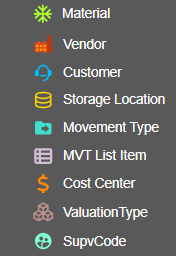 Material
Vendor
Customer
Storage Location
Movement Type
MVT List Item
Cost Center
ValuationType
SupvCode